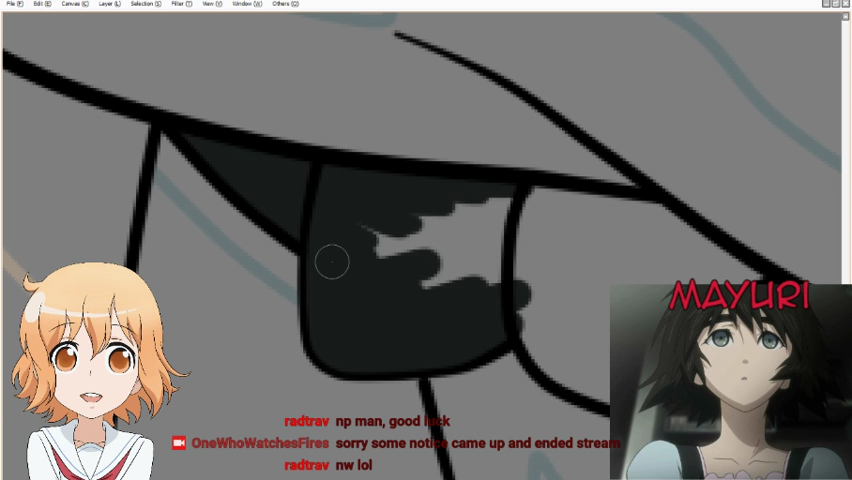 File (F) Edit (E) Canvas (C) Layer (L) Selection (S) Filter (T) View (V) Window (W) Others (O)
MAYURI
radtrav np man, good luck
OneWhoWatchesFires sorry some notice came up and ended stream
radtrav nw lol